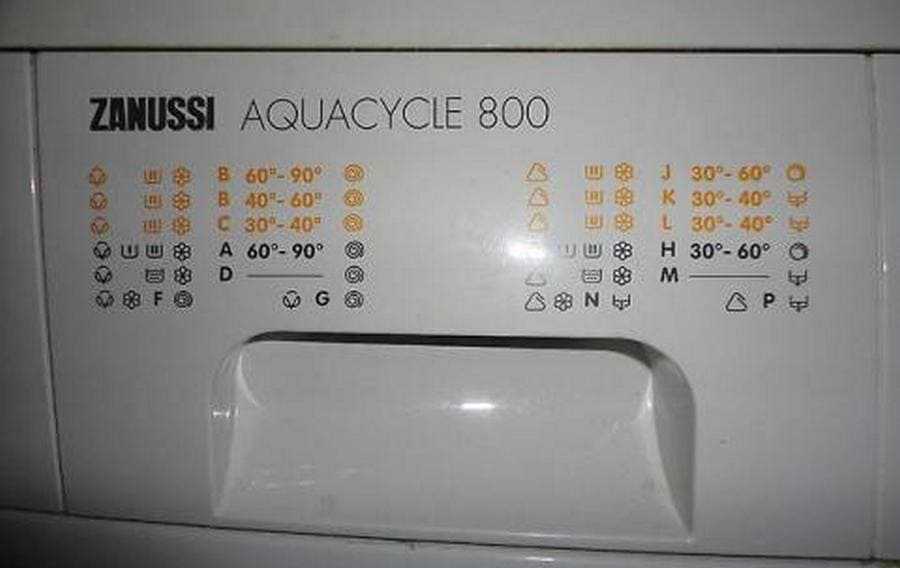 ZANUSSI AQUACYCLE 800
B 60°- 90°
B 40°- 60°
C 30°- 40°
A 60°- 90°
D
F G
J 30°- 60°
K 30°- 40°
L 30°- 40°
H 30°- 60°
M
N P